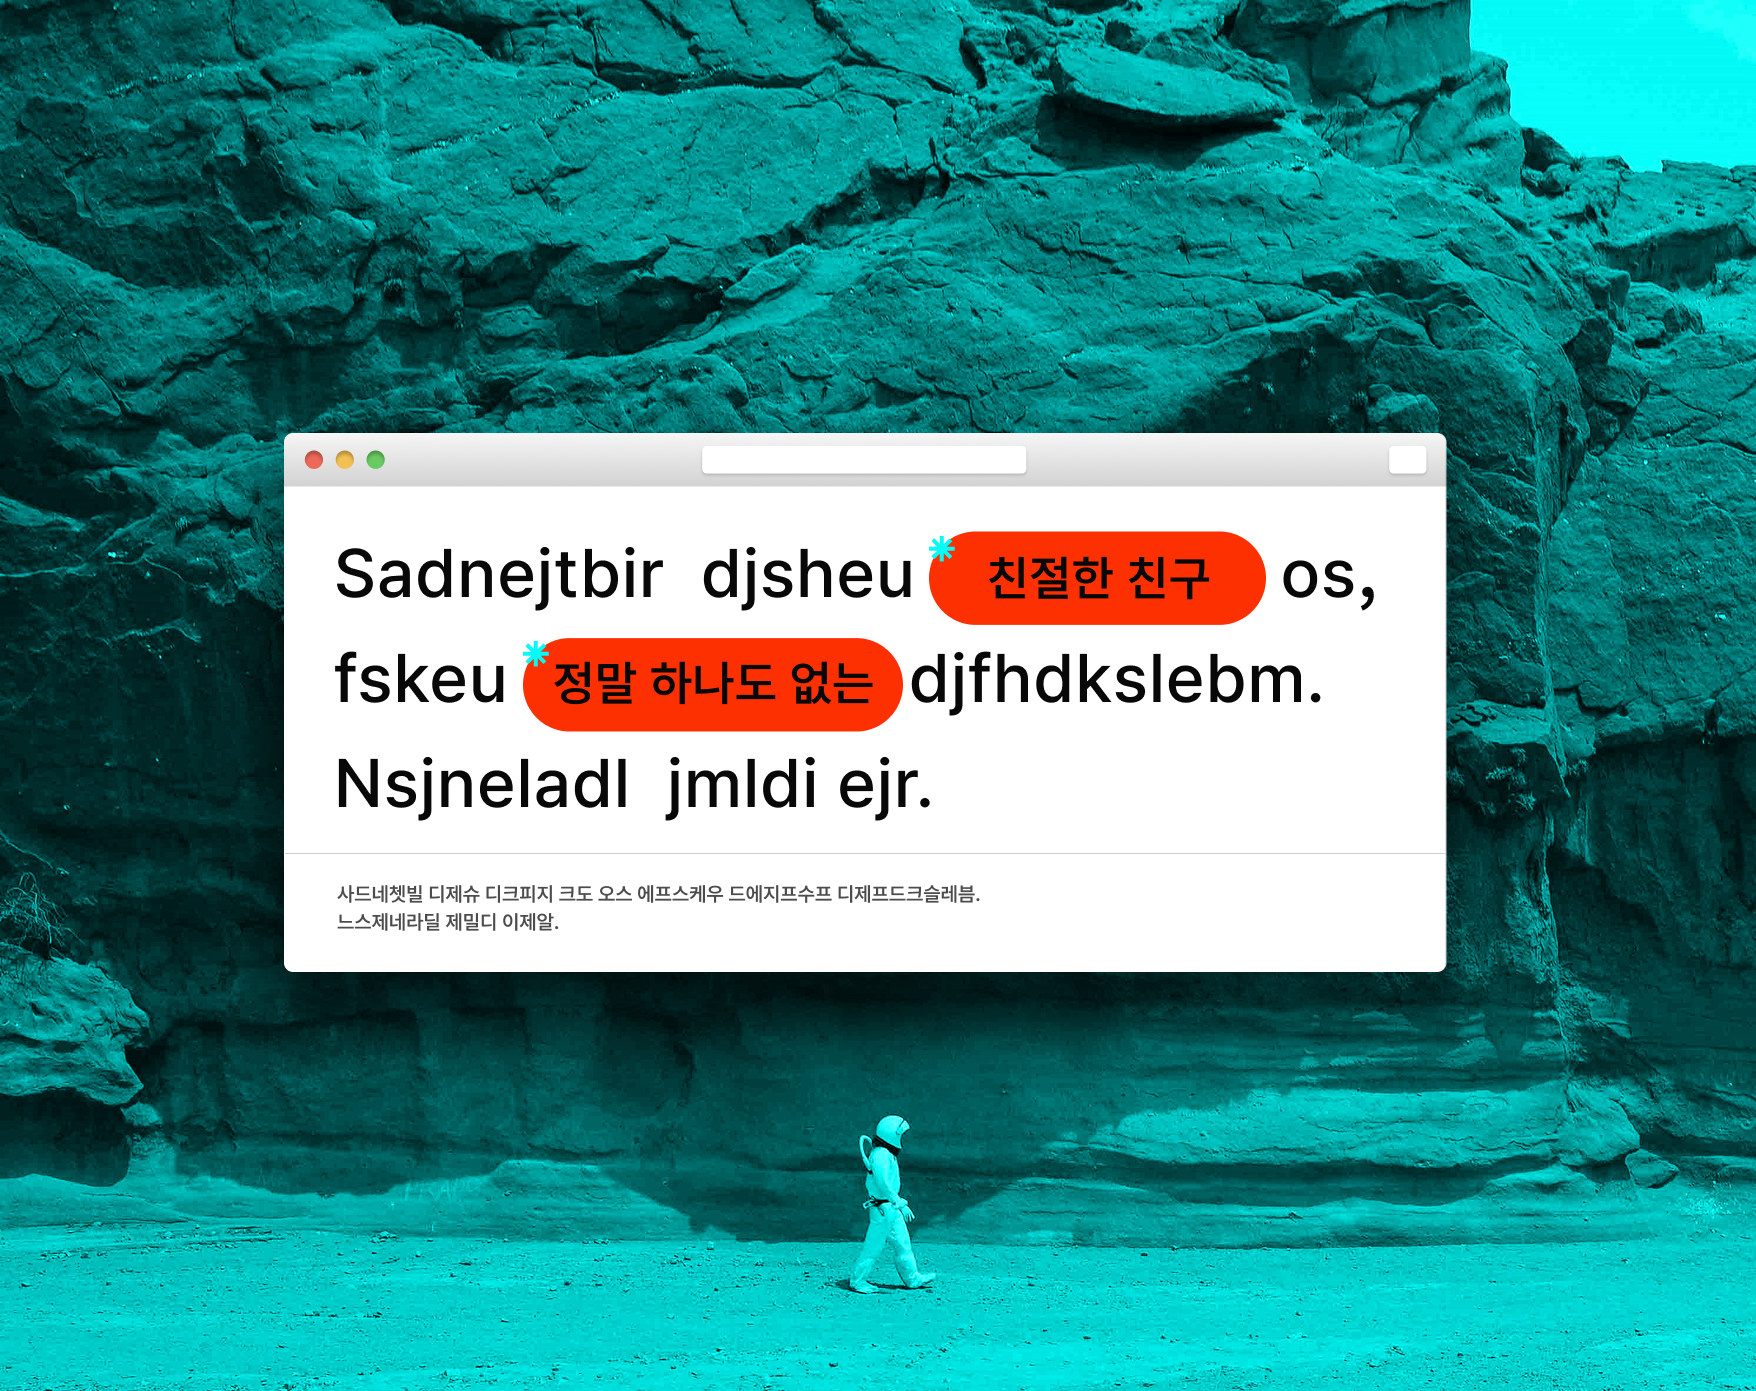 Sadnejtbir djsheu 친절한 친구 os,
fskeu 정말 하나도 없는 djfhdkslebm.
Nsjneladl jmldi ejr.
사드네쳇빌 디제슈 디크피지 크도 오스 에프스케우 드에지프수프 디제프드크슬레븜.
느스제네라딜 제밀디 이제알.